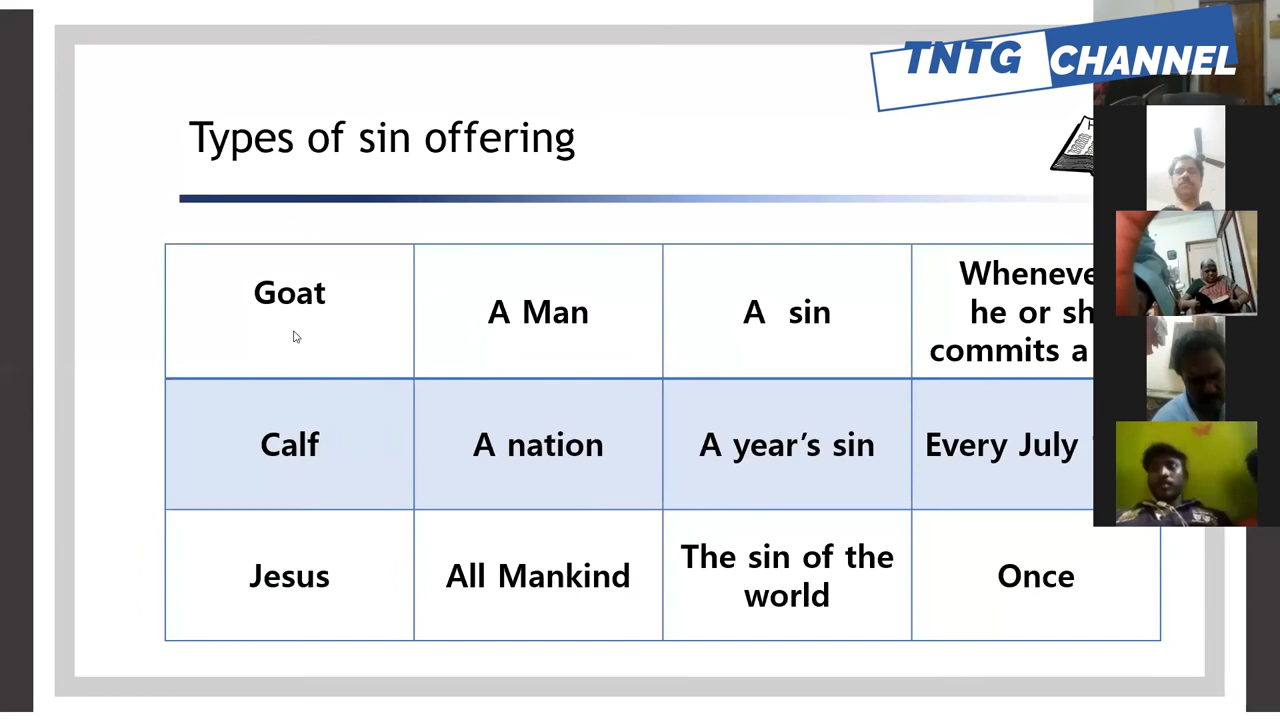 TNTG CHANNEL
Types of sin offering
Goat
A Man
A sin
he or
commits a
Calf
A nation
A year’s sin
Every July
Jesus
All Mankind
The sin of the
world
Once